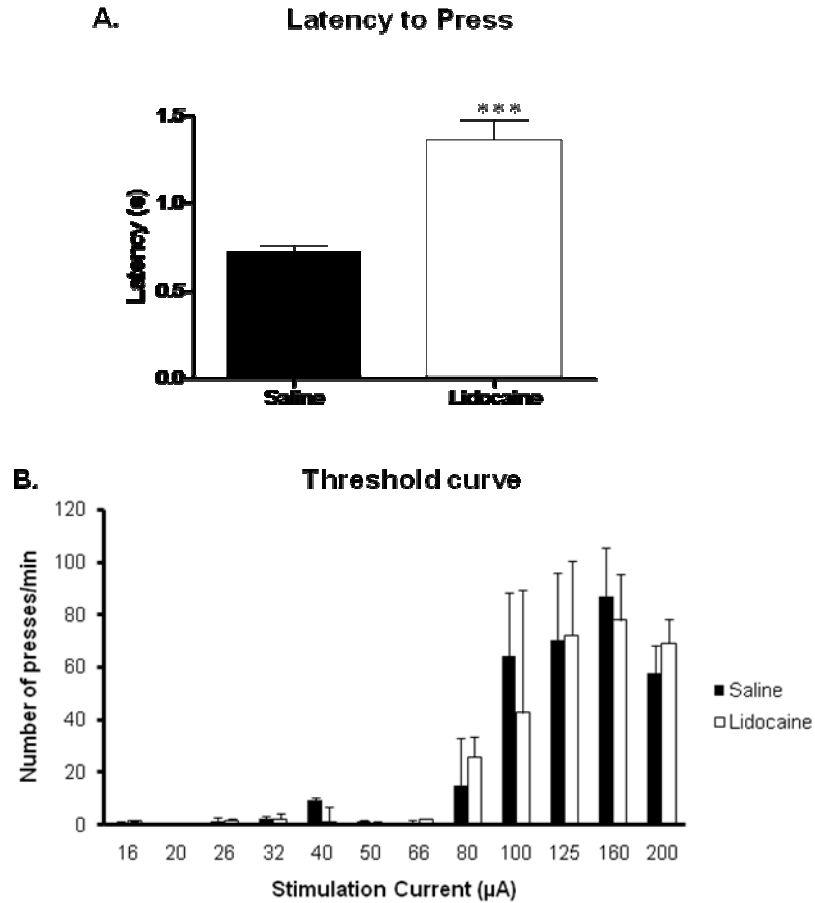 A. Latency to Press
***
1.5
1.0
0.5
0.0
Latency (s)
Saline Lidocaine
B. Threshold curve
120
100
80
60
40
20
0
Number of presses/min
16 20 26 32 40 50 66 80 100 125 160 200
Stimulation Current (µA)
Saline
Lidocaine